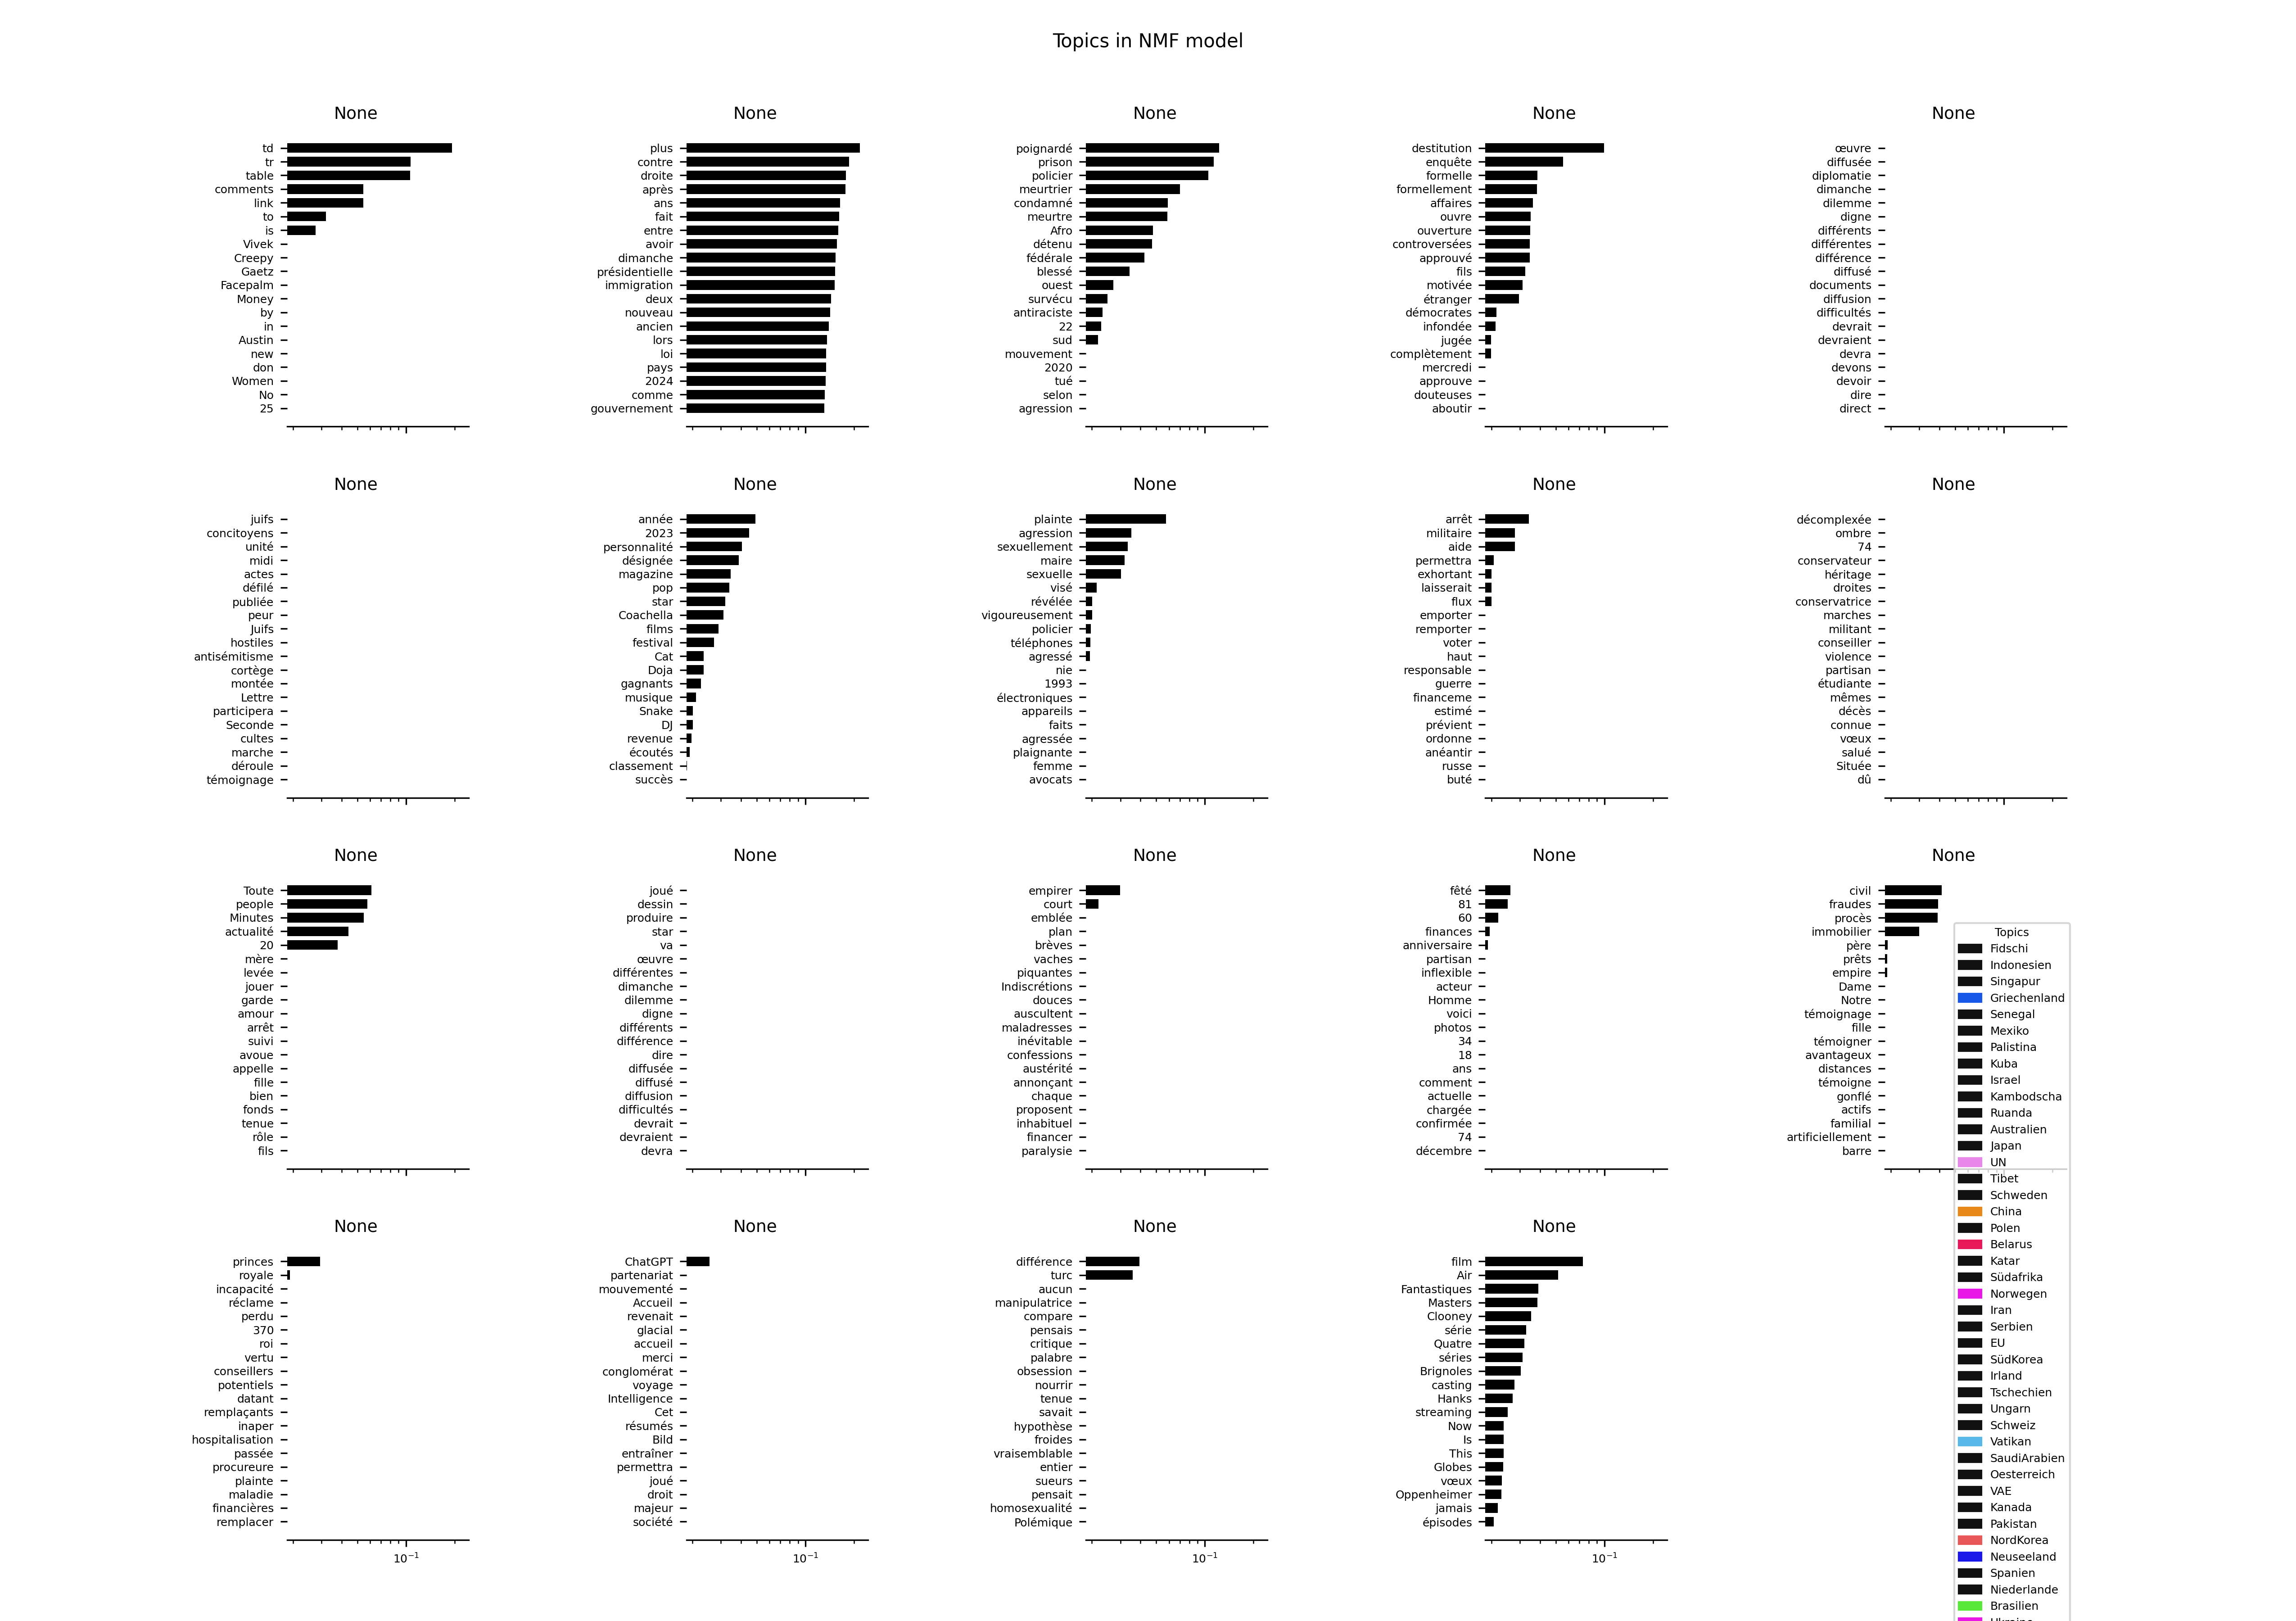 Topics in NMF model
None
td
tr
table
comments
link
to
is
Vivek
Creepy
Gaetz
Facepalm
Money
by
in
Austin
new
don
Women
No
25
None
plus
contre
droite
après
ans
fait
entre
avoir
dimanche
présidentielle
immigration
deux
nouveau
ancien
lors
loi
pays
2024
comme
gouvernement
None
poignardé
prison
policier
meurtrier
condamné
meurtre
Afro
détenu
fédérale
blessé
ouest
survécu
antiraciste
22
sud
mouvement
2020
tué
selon
agression
None
destitution
enquête
formelle
formellement
affaires
ouvre
ouverture
controversées
approuvé
fils
motivée
étranger
démocrates
infondée
jugée
complètement
mercredi
approuve
douteuses
aboutir
None
œuvre
diffusée
diplomatie
dimanche
dilemme
digne
différents
différentes
différence
diffusé
documents
diffusion
difficultés
devrait
devraient
devra
devons
devoir
dire
direct
None
juifs
concitoyens
unité
midi
actes
défilé
publiée
peur
Juifs
hostiles
antisémitisme
cortège
montée
Lettre
participera
Seconde
cultes
marche
déroule
témoignage
None
année
2023
personnalité
désignée
magazine
pop
star
Coachella
films
festival
Cat
Doja
gagnants
musique
Snake
DJ
revenue
écoutés
classement
succès
None
plainte
agression
sexuellement
maire
sexuelle
visé
révélée
vigoureusement
policier
téléphones
agressé
nie
1993
électroniques
appareils
faits
agressée
plaignante
femme
avocats
None
arrêt
militaire
aide
permettra
exhortant
laisserait
flux
emporter
remporter
voter
haut
responsable
guerre
financeme
estimé
prévient
ordonne
anéantir
russe
buté
None
décomplexée
ombre
74
conservateur
héritage
droites
conservatrice
marches
militant
conseiller
violence
partisan
étudiante
mêmes
décès
connue
vœux
salué
Située
dû
None
Toute
people
Minutes
actualité
20
mère
levée
jouer
garde
amour
arrêt
suivi
avoue
appelle
fille
bien
fonds
tenue
rôle
fils
None
joué
dessin
produire
star
va
œuvre
différentes
dimanche
dilemme
digne
différents
différence
dire
diffusée
diffusé
diffusion
difficultés
devrait
devraient
devra
None
empirer
court
emblée
plan
brèves
vaches
piquantes
Indiscrétions
douces
auscultent
maladresses
inévitable
confessions
austérité
annonçant
chaque
proposent
inhabituel
financer
paralysie
None
fêté
81
60
finances
anniversaire
partisan
inflexible
acteur
Homme
voici
photos
34
18
ans
comment
actuelle
chargée
confirmée
74
décembre
None
civil
fraudes
procès
immobilier
père
prêts
empire
Dame
Notre
témoignage
fille
témoigner
avantageux
distances
témoigne
gonflé
actifs
familial
artificiellement
barre
None
princes
royale
incapacité
réclame
perdu
370
roi
vertu
conseillers
potentiels
datant
remplaçants
inaper
hospitalisation
passée
procureure
plainte
maladie
financières
remplacer
10⁻¹
None
ChatGPT
partenariat
mouvementé
Accueil
revenait
glacial
accueil
merci
conglomérat
voyage
Intelligence
Cet
résumés
Bild
entraîner
permettra
joué
droit
majeur
société
10⁻¹
None
différence
turc
aucun
manipulatrice
compare
pensais
critique
palabre
obsession
nourrir
tenue
savait
hypothèse
froides
vraisemblable
entier
sueurs
pensait
homosexualité
Polémique
10⁻¹
None
film
Air
Fantastiques
Masters
Clooney
série
Quatre
séries
Brignoles
casting
Hanks
streaming
Now
Is
This
Globes
vœux
Oppenheimer
jamais
épisodes
10⁻¹
Topics
Fidschi
Indonesien
Singapur
Griechenland
Senegal
Mexiko
Palistina
Kuba
Israel
Kambodscha
Ruanda
Australien
Japan
UN
Tibet
Schweden
China
Polen
Belarus
Katar
Südafrika
Norwegen
Iran
Serbien
EU
SüdKorea
Irland
Tschechien
Ungarn
Schweiz
Vatikan
SaudiArabien
Oesterreich
VAE
Kanada
Pakistan
NordKorea
Neuseeland
Spanien
Niederlande
Brasilien